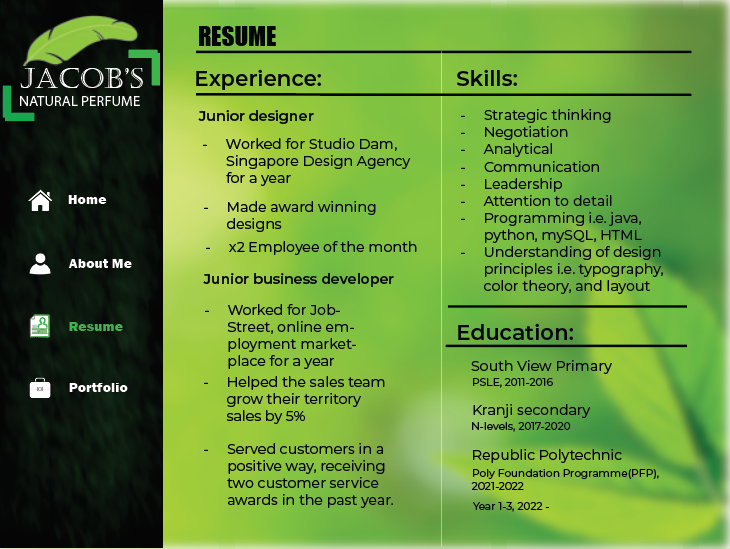 JACOB'S
NATURAL PERFUME
Home
About Me
Resume
Portfolio
RESUME
Experience:
Junior designer
- Worked for Studio Dam,
Singapore Design Agency
for a year
- Made award winning
designs
- x2 Employee of the month
Junior business developer
- Worked for Job-
Street, online em-
ployment market-
place for a year
- Helped the sales team
grow their territory
sales by 5%
- Served customers in a
positive way, receiving
two customer service
awards in the past year.
Skills:
- Strategic thinking
- Negotiation
- Analytical
- Communication
- Leadership
- Attention to detail
- Programming i.e. java,
python, mySQL, HTML
- Understanding of design
principles i.e. typography,
color theory, and layout
Education:
South View Primary
PSLE, 2011-2016
Kranji secondary
N-levels, 2017-2020
Republic Polytechnic
Poly Foundation Programme(PFP),
2021-2022
Year 1-3, 2022 -